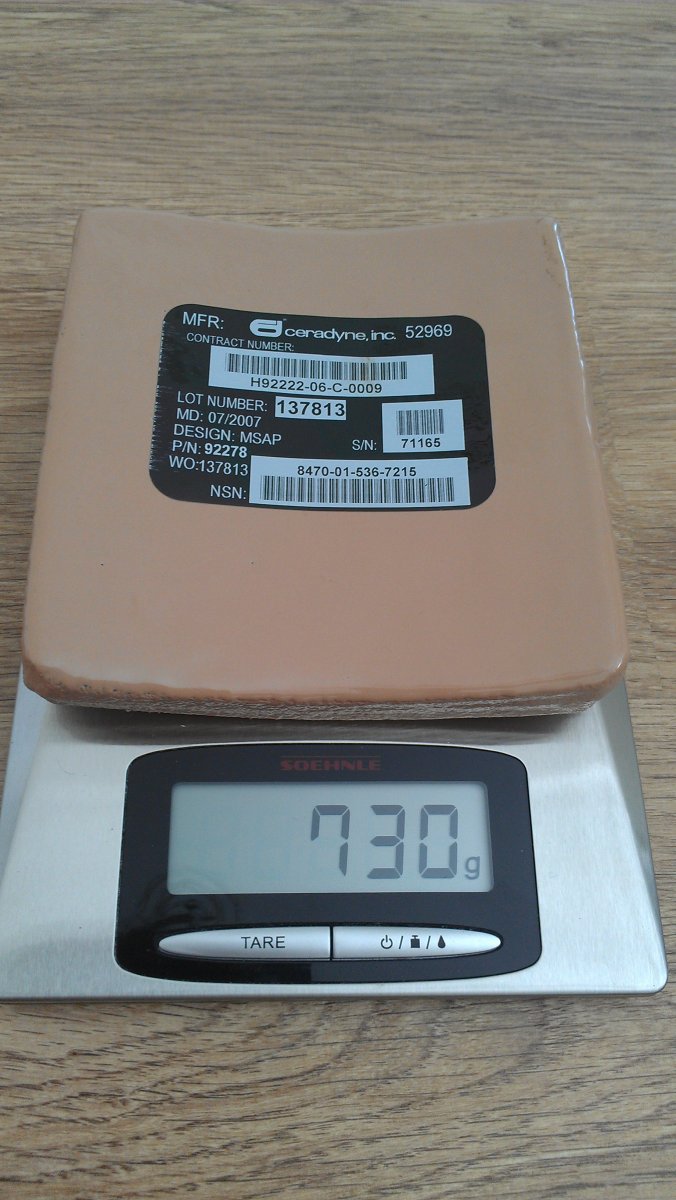 MFR: ceradyne, inc. 52969
CONTRACT NUMBER:
H92222-06-C-0009
LOT NUMBER: 137813
MD: 07/2007
DESIGN: MSAP
P/N: 92278
S/N: 71165
WO:137813
8470-01-536-7215
NSN:
SOEHNLE
730g
TARE
/ /